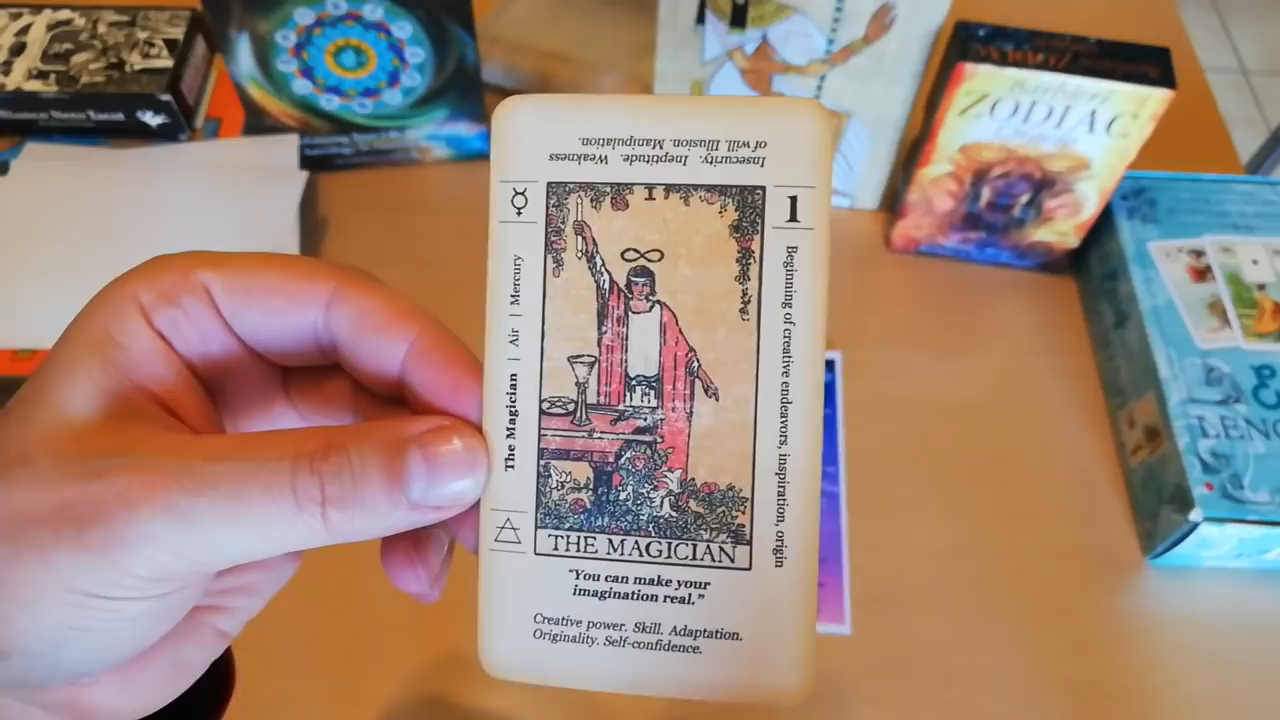 Insecurity. Ineptitude. Weakness
of will. Illusion. Manipulation.
1
I
The Magician | Air | Mercury
Beginning of creative endeavors, inspiration, origin
THE MAGICIAN
"You can make your
imagination real."
Creative power. Skill. Adaptation.
Originality. Self-confidence.
ZODIAC
&
LENO